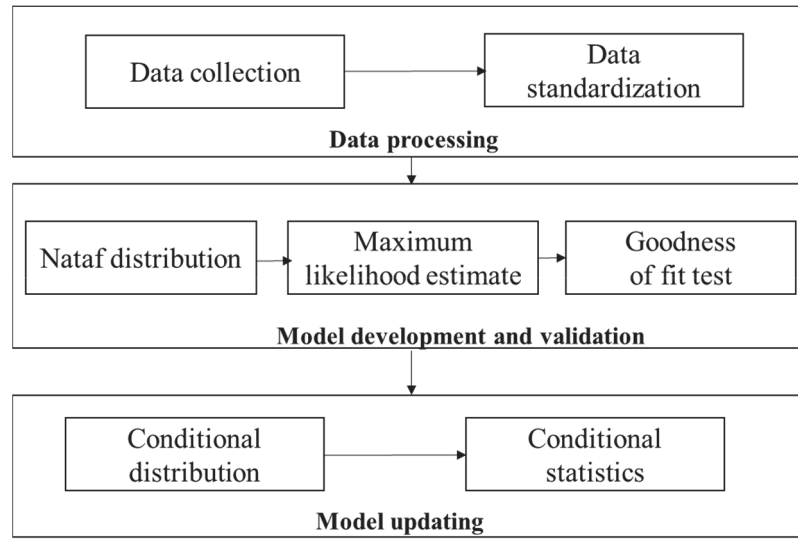 Data collection
Data
standardization
Data processing
Nataf distribution
Maximum
likelihood estimate
Goodness
of fit test
Model development and validation
Conditional
distribution
Conditional
statistics
Model updating